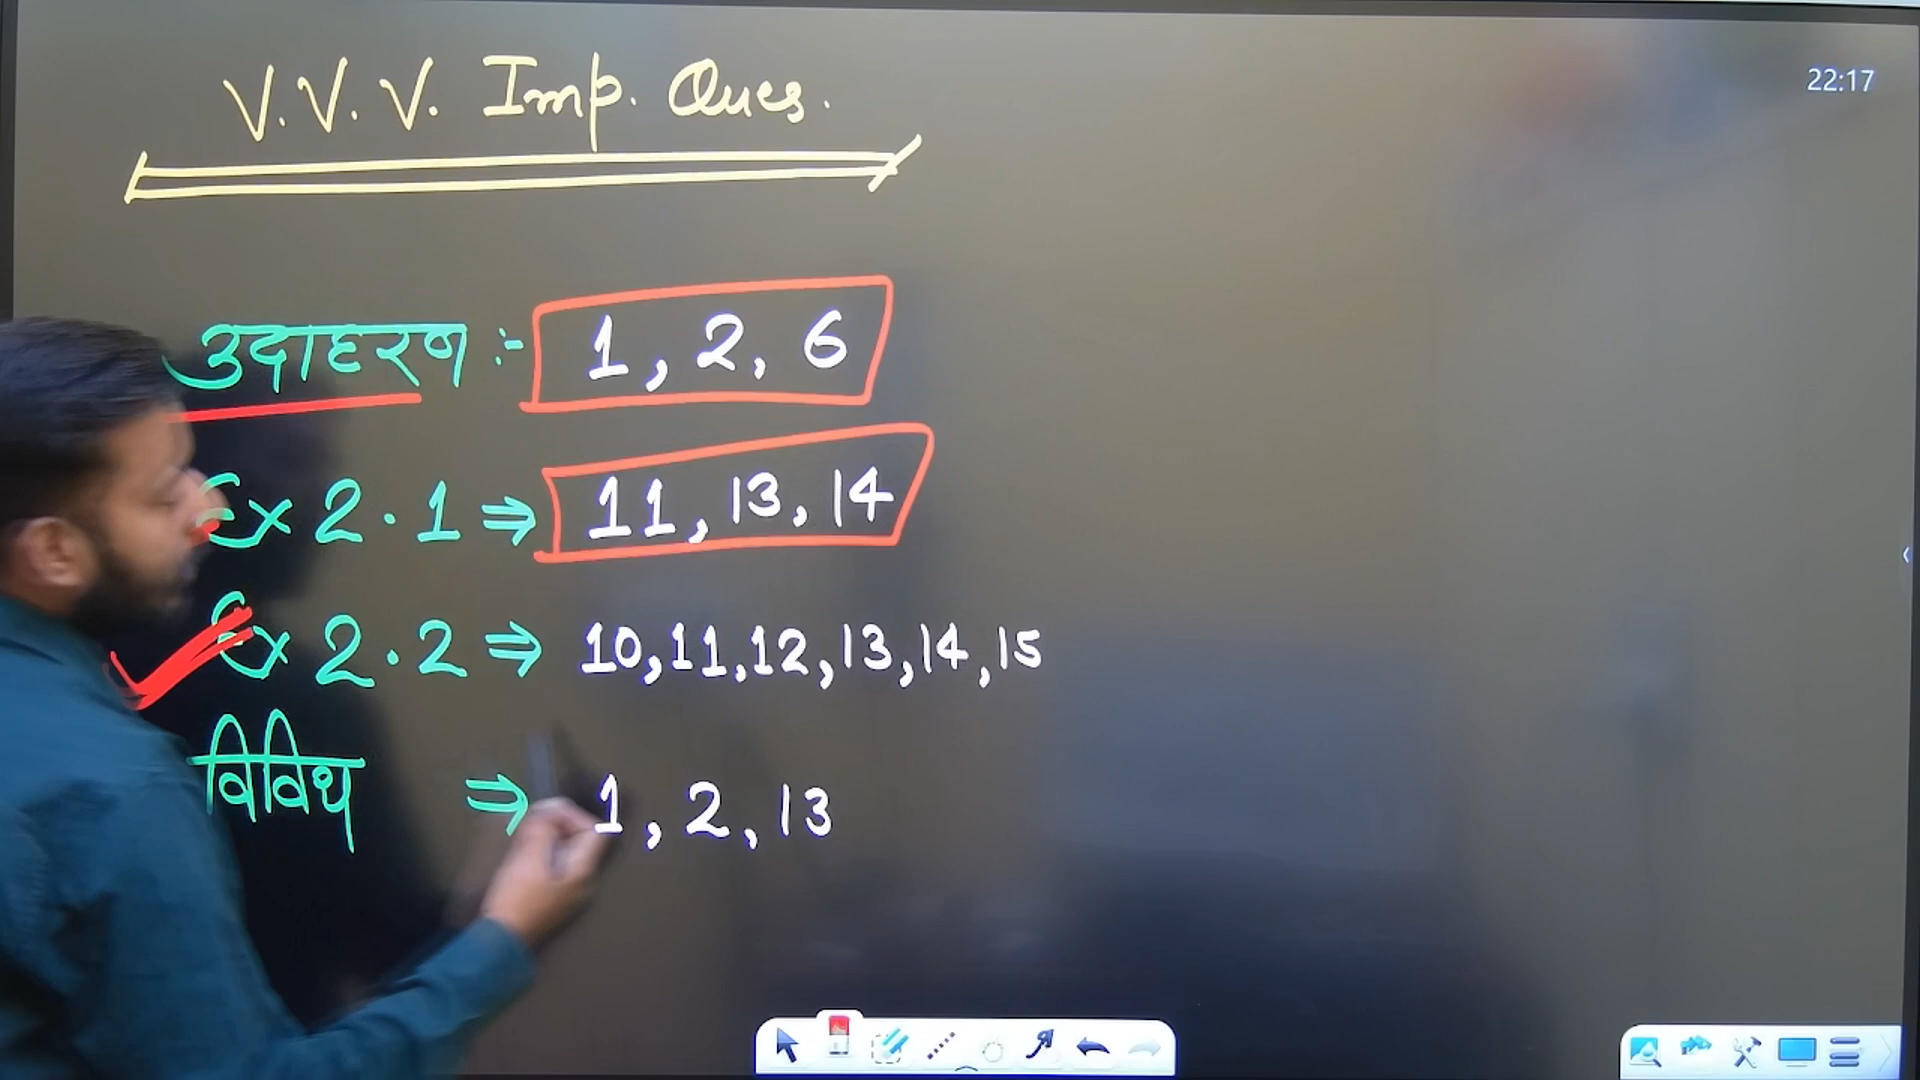 V. V. V. Imp. Ques.
22:17
उदाहरण :- 1, 2, 6
Ex 2.1 ⇒ 11, 13, 14
Ex 2.2 ⇒ 10, 11, 12, 13, 14, 15
विविध ⇒ 1, 2, 13